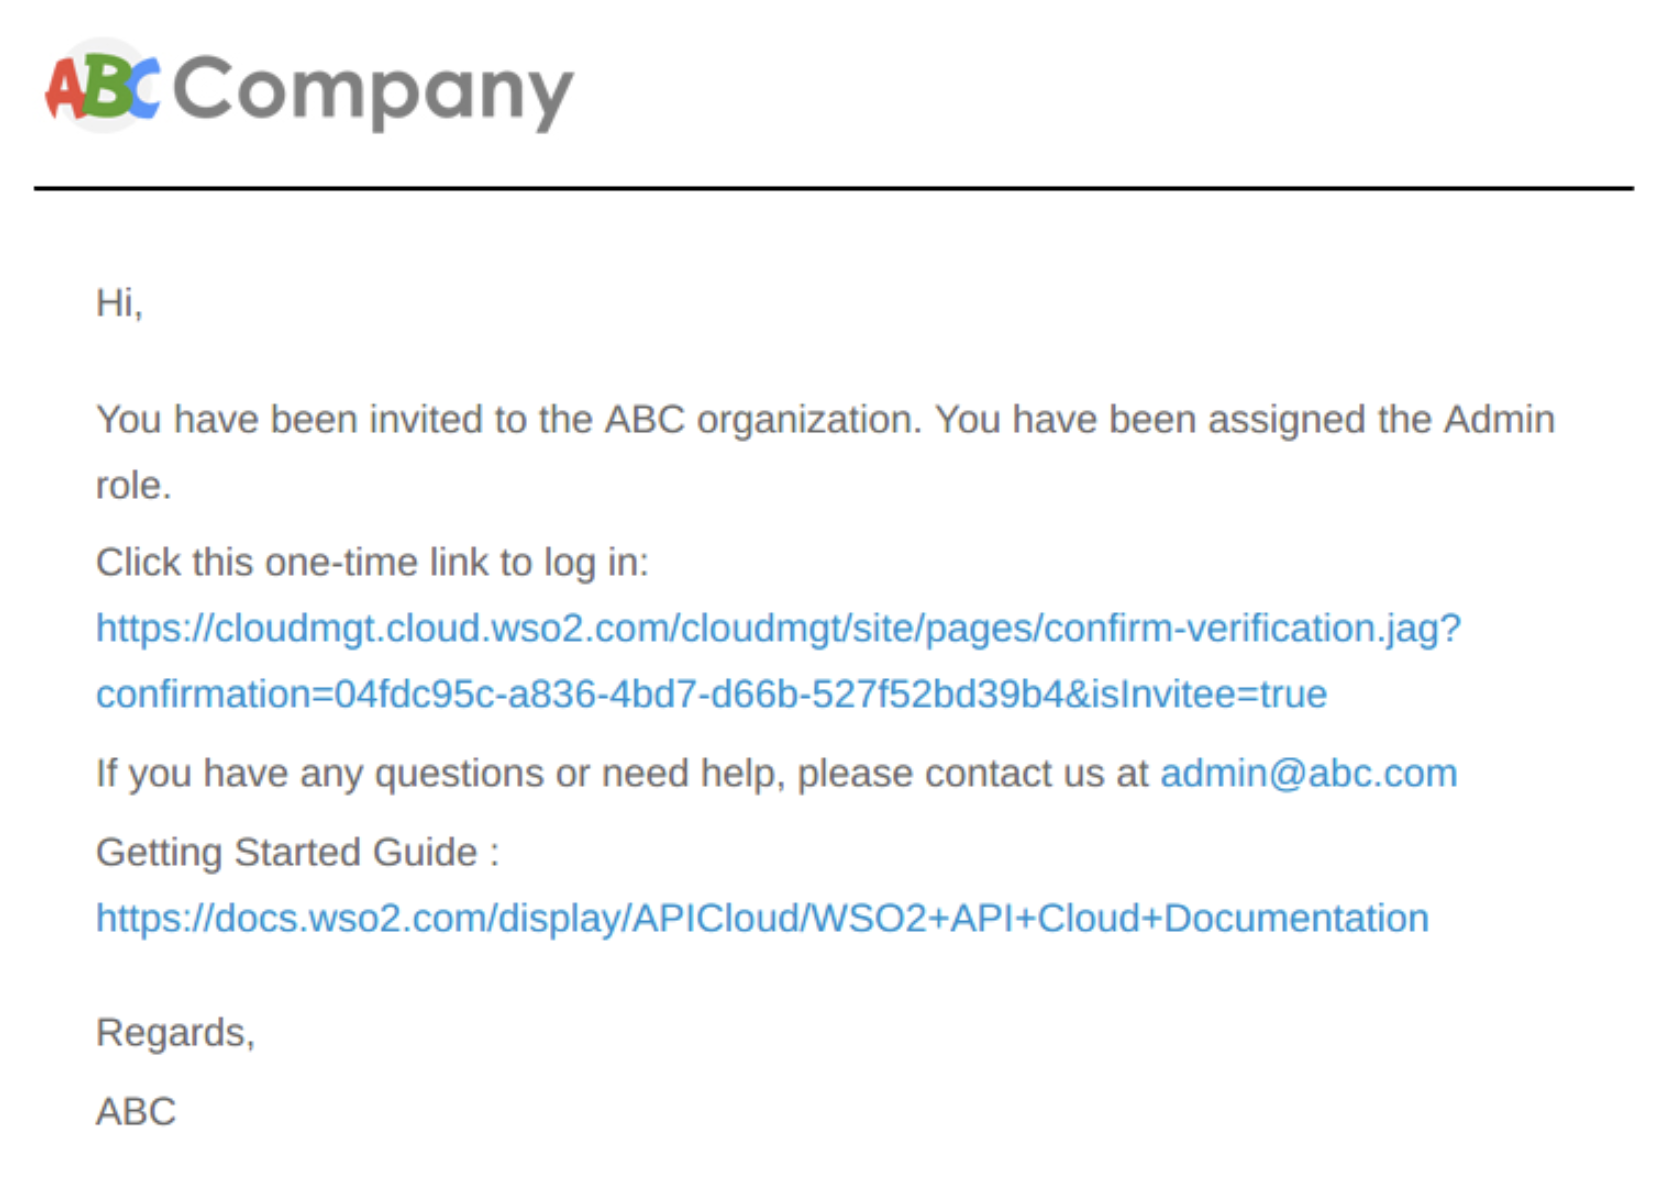 ABC Company
Hi,
You have been invited to the ABC organization. You have been assigned the Admin
role.
Click this one-time link to log in:
https://cloudmgt.cloud.wso2.com/cloudmgt/site/pages/confirm-verification.jag?
confirmation=04fdc95c-a836-4bd7-d66b-527f52bd39b4&isInvitee=true
If you have any questions or need help, please contact us at admin@abc.com
Getting Started Guide :
https://docs.wso2.com/display/APICloud/WSO2+API+Cloud+Documentation
Regards,
ABC